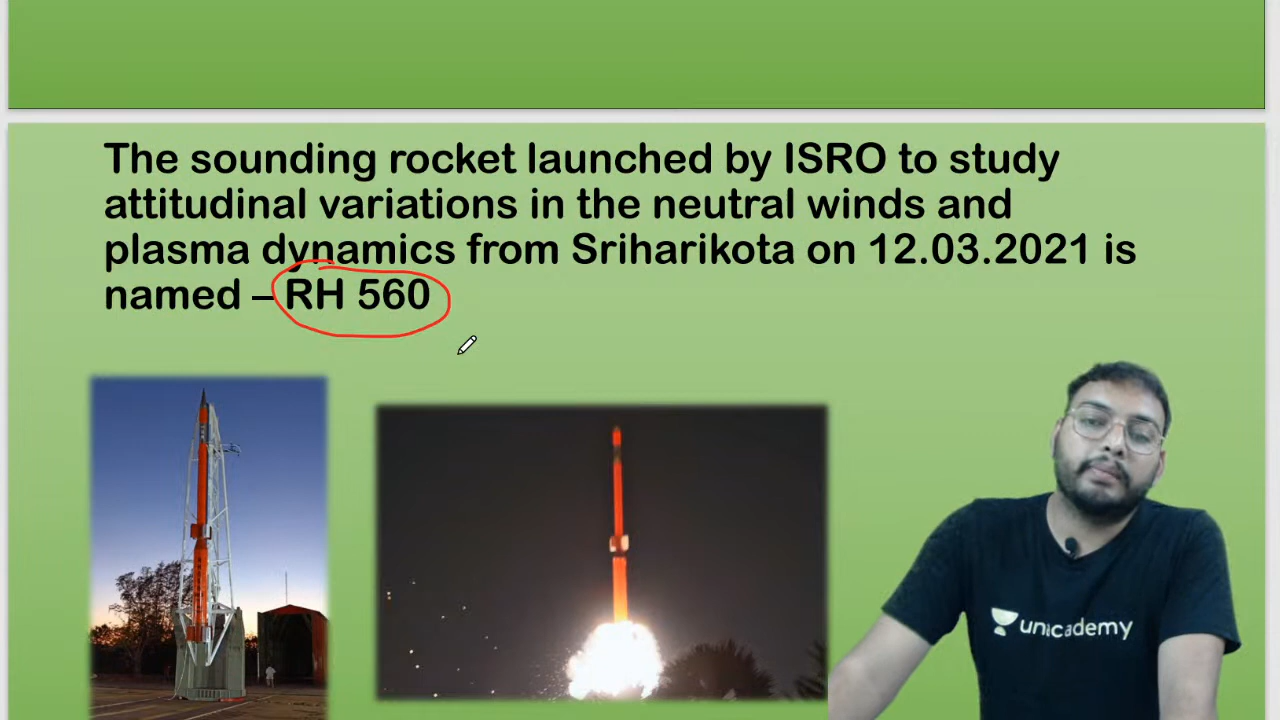 The sounding rocket launched by ISRO to study
attitudinal variations in the neutral winds and
plasma dynamics from Sriharikota on 12.03.2021 is
named – RH 560
unacademy